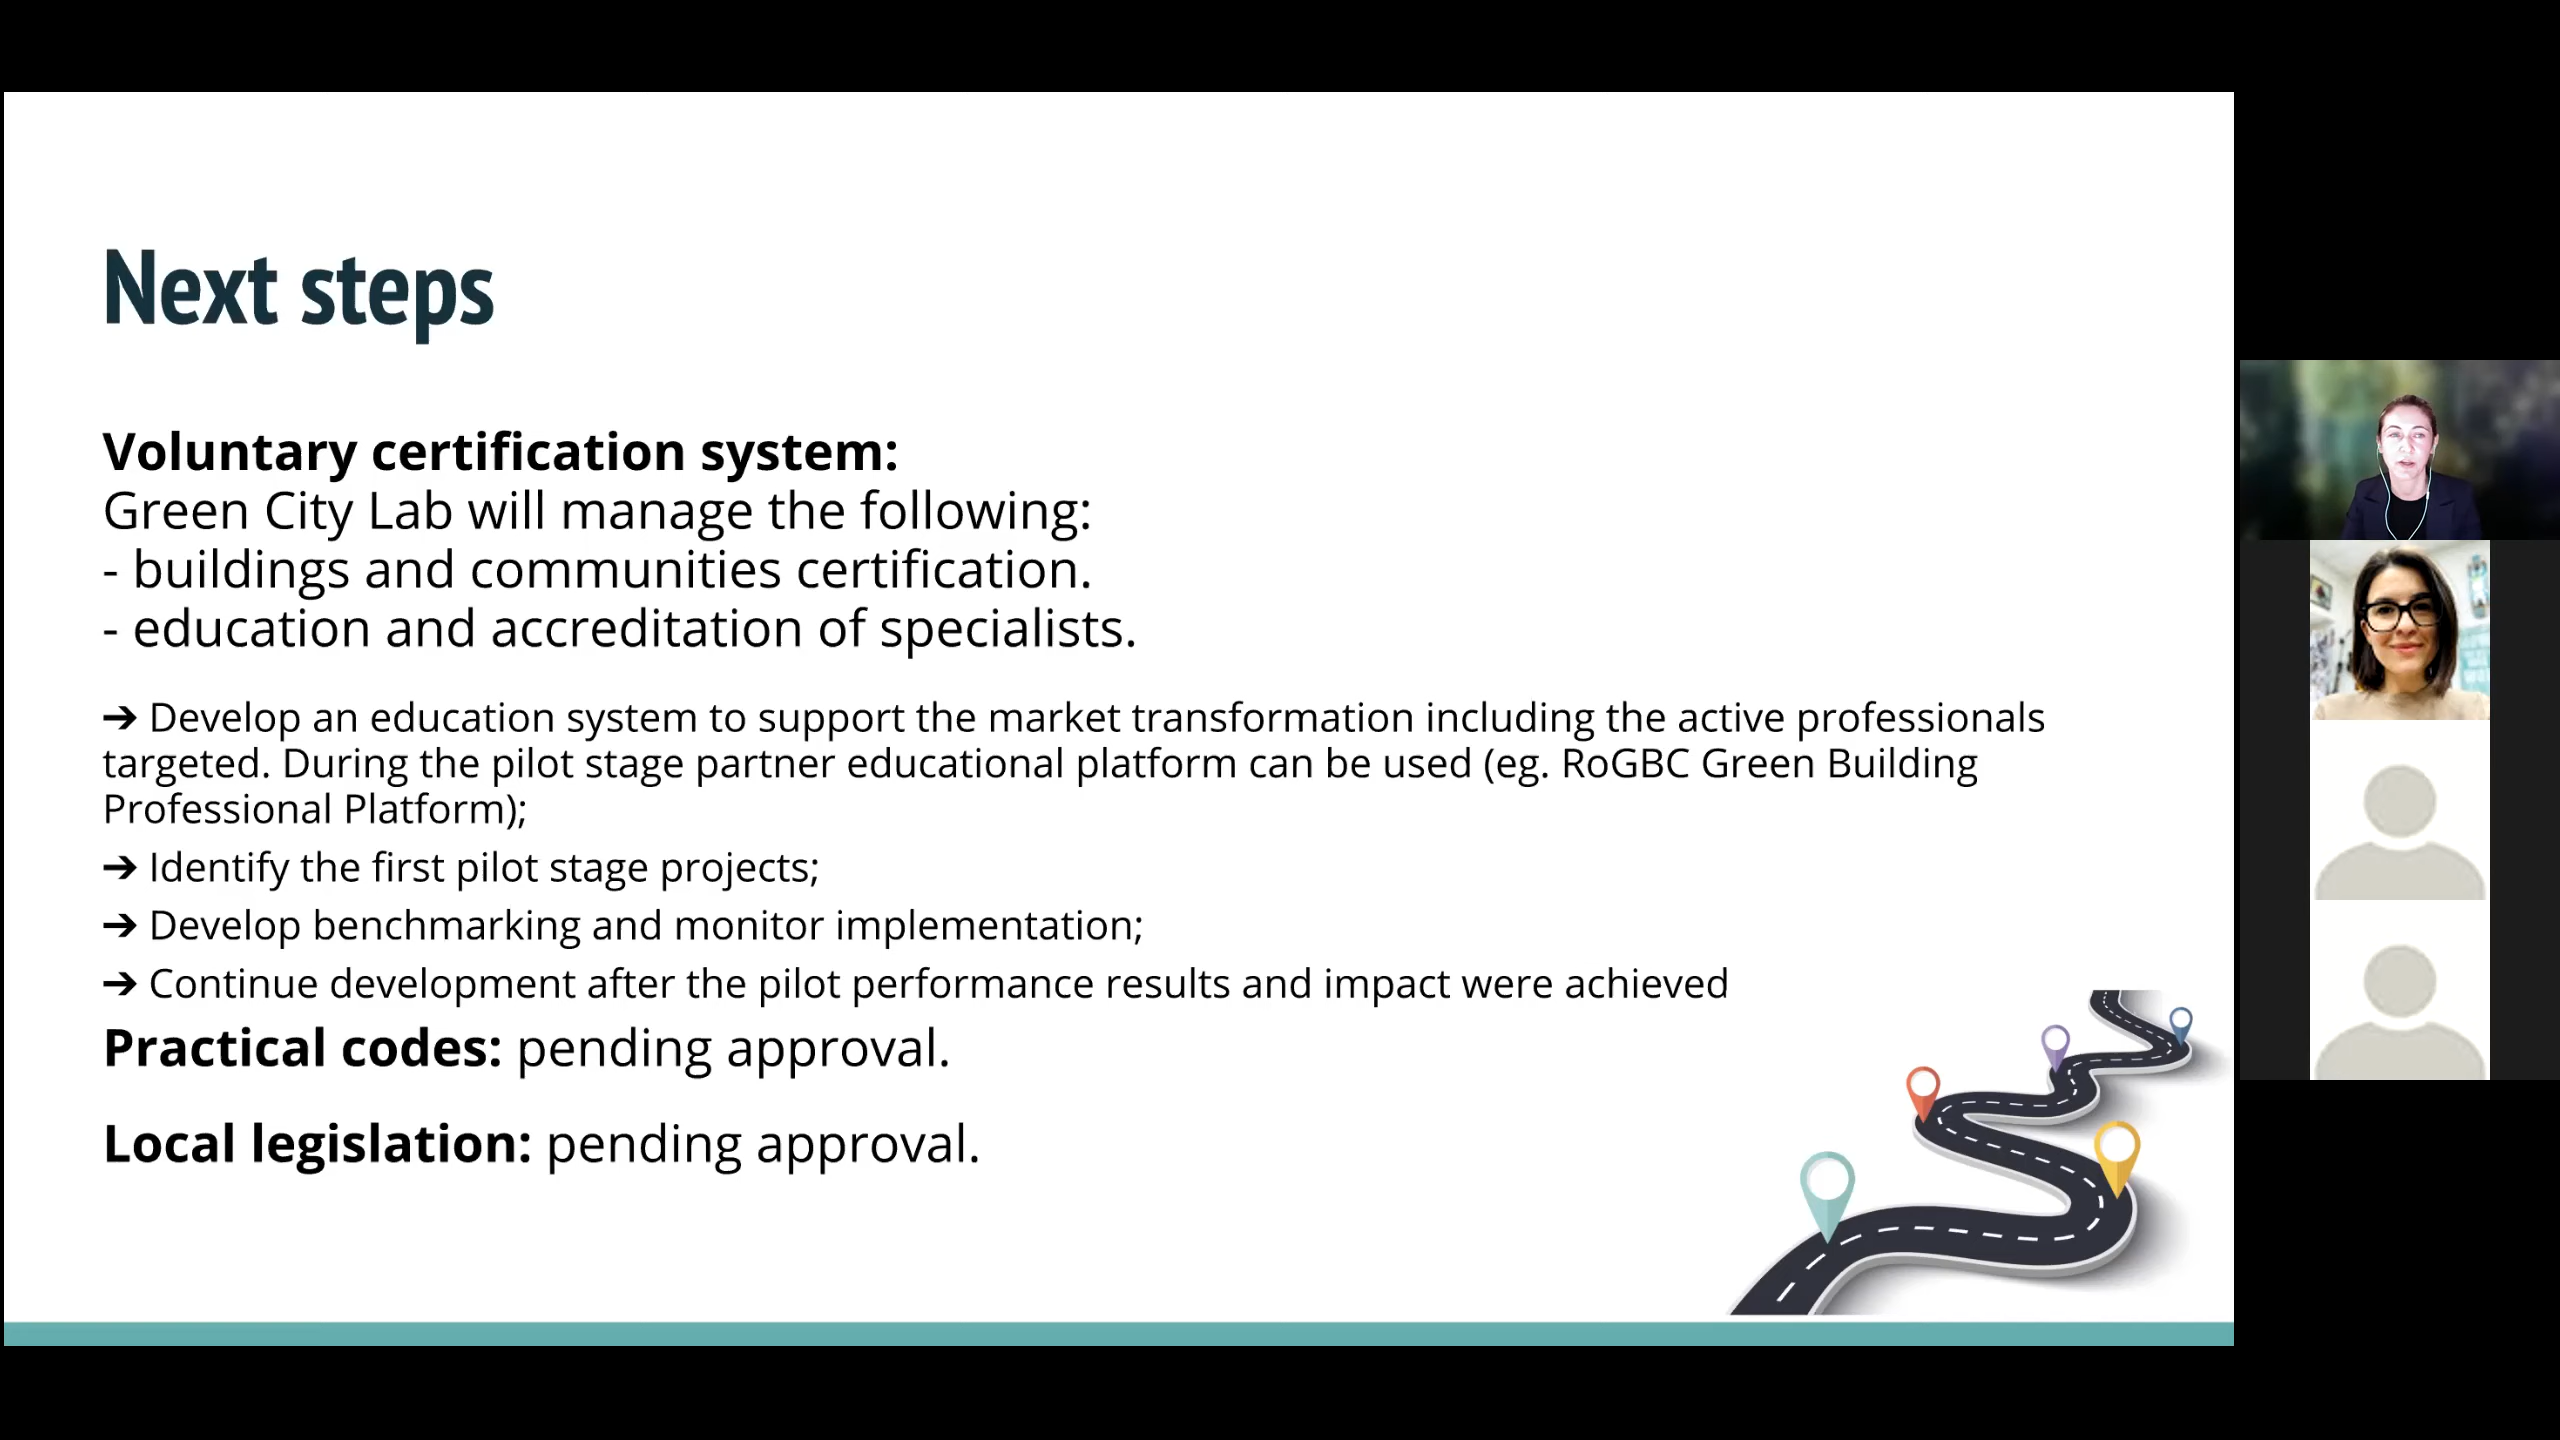 Next steps
Voluntary certification system:
Green City Lab will manage the following:
- buildings and communities certification.
- education and accreditation of specialists.
➔ Develop an education system to support the market transformation including the active professionals
targeted. During the pilot stage partner educational platform can be used (eg. RoGBC Green Building
Professional Platform);
➔ Identify the first pilot stage projects;
➔ Develop benchmarking and monitor implementation;
➔ Continue development after the pilot performance results and impact were achieved
Practical codes: pending approval.
Local legislation: pending approval.